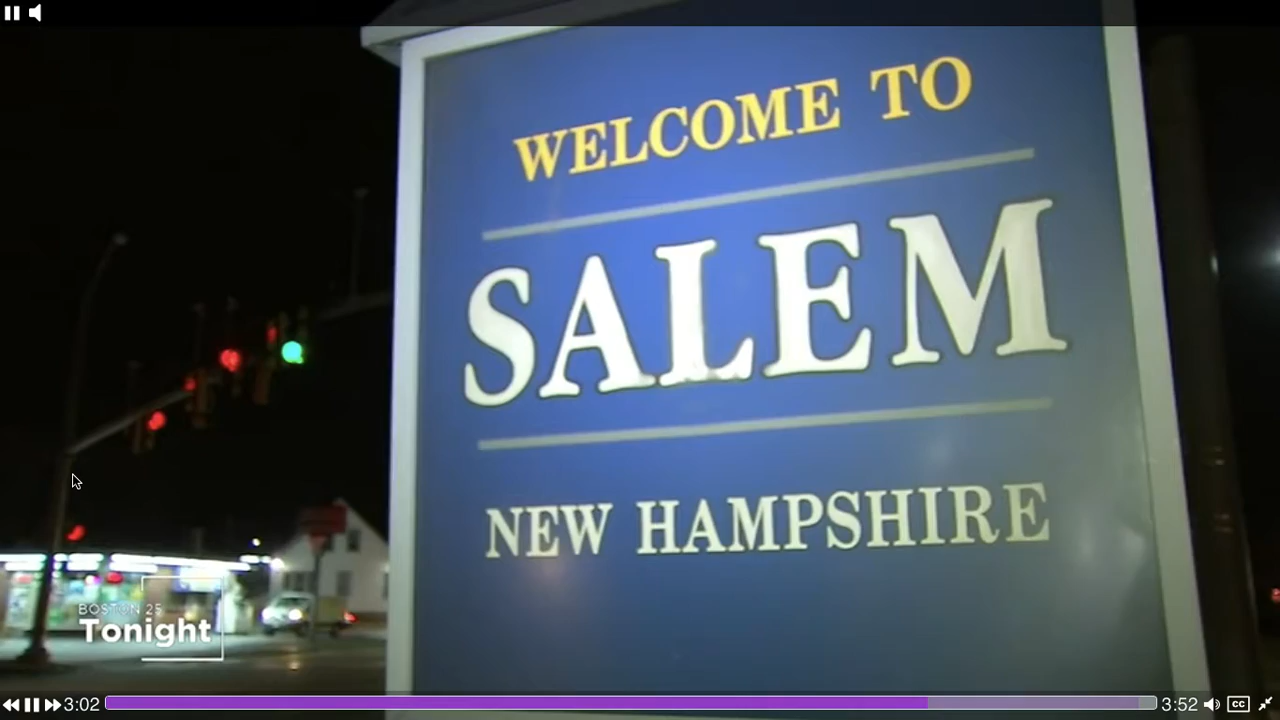 WELCOME TO
SALEM
NEW HAMPSHIRE
BOSTON 25
Tonight
3:02
3:52
CC